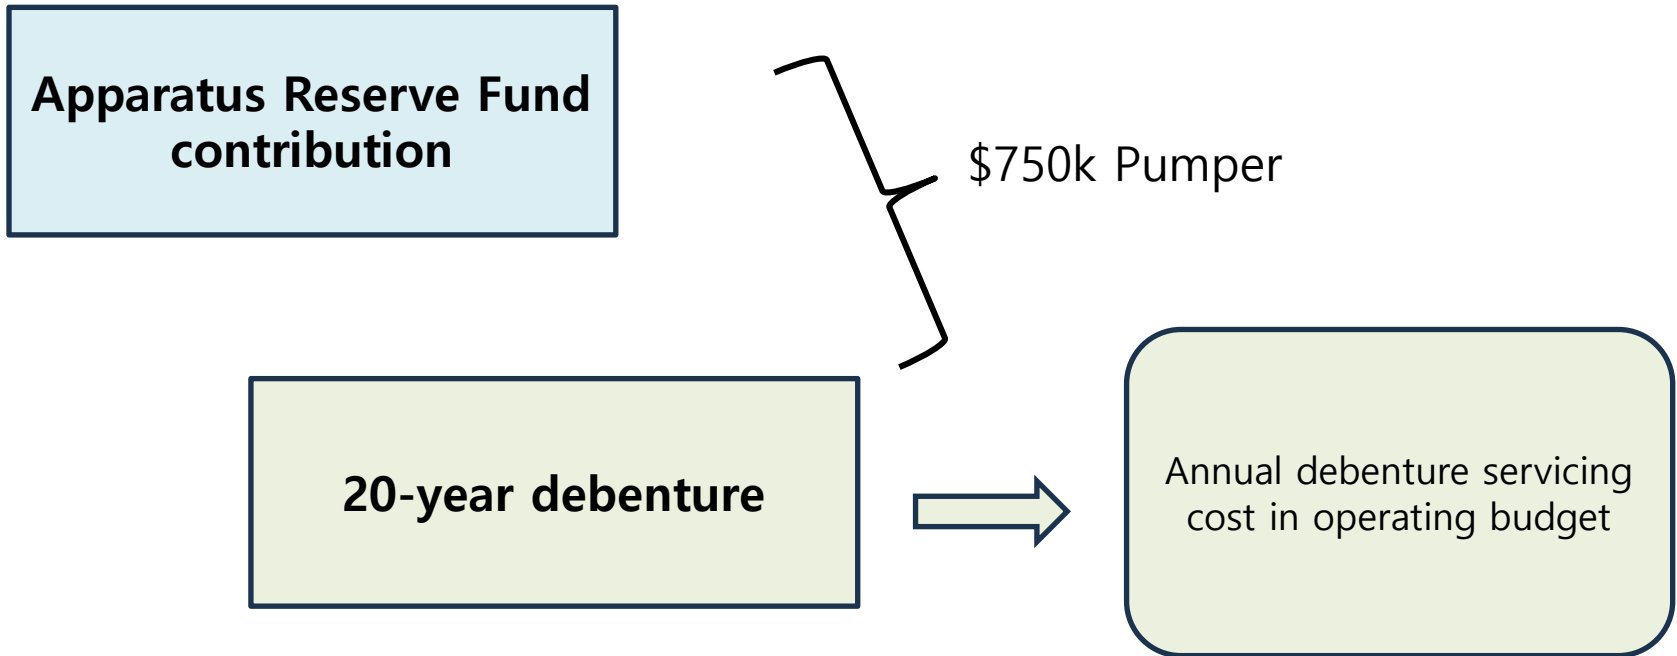 Apparatus Reserve Fund
contribution
$750k Pumper
20-year debenture
Annual debenture servicing
cost in operating budget